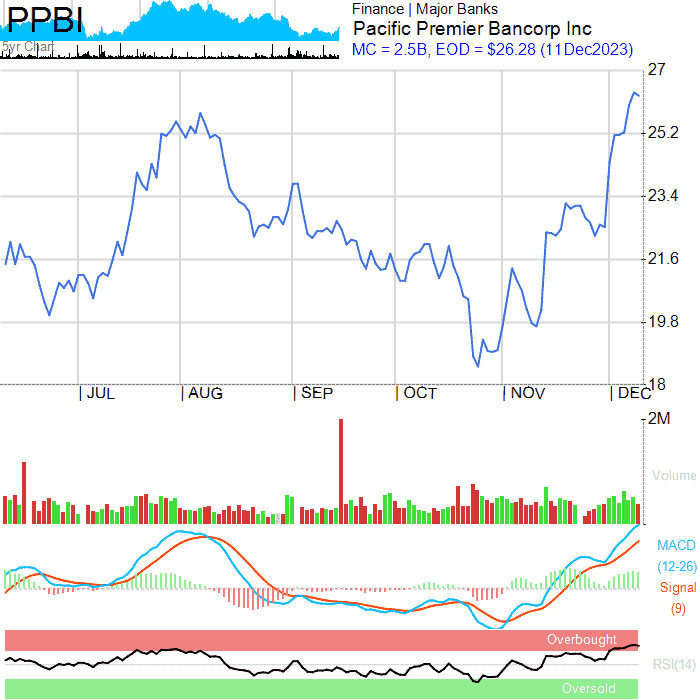 PPBI
5yr Chart
Finance | Major Banks
Pacific Premier Bancorp Inc
MC = 2.5B, EOD = $26.28 (11Dec2023)
27
25.2
23.4
21.6
19.8
18
| JUL | AUG | SEP | OCT | NOV | DEC
2M
Volume
MACD
(12-26)
Signal
(9)
Overbought
RSI(14)
Oversold